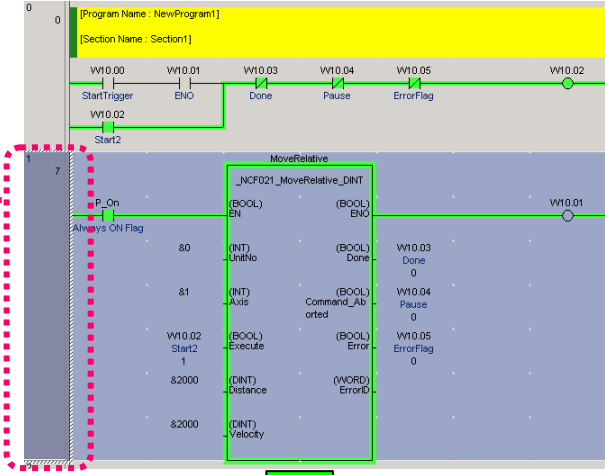 0
0
[Program Name : NewProgram1]
[Section Name : Section1]
W10.00 W10.01 W10.03 W10.04 W10.05 W10.02
StartTrigger ENO Done Pause ErrorFlag
W10.02
Start2
1
7
MoveRelative
_NCF021_MoveRelative_DINT
P_On (BOOL) (BOOL) W10.01
EN ENO
Always ON Flag
&0 (INT) (BOOL) W10.03
UnitNo Done Done
0
&1 (INT) (BOOL) W10.04
Axis Command_Ab Pause
orted 0
W10.02 (BOOL) (BOOL) W10.05
Start2 Execute Error ErrorFlag
1 0
&2000 (DINT) (WORD)
Distance ErrorID
&2000 (DINT)
Velocity